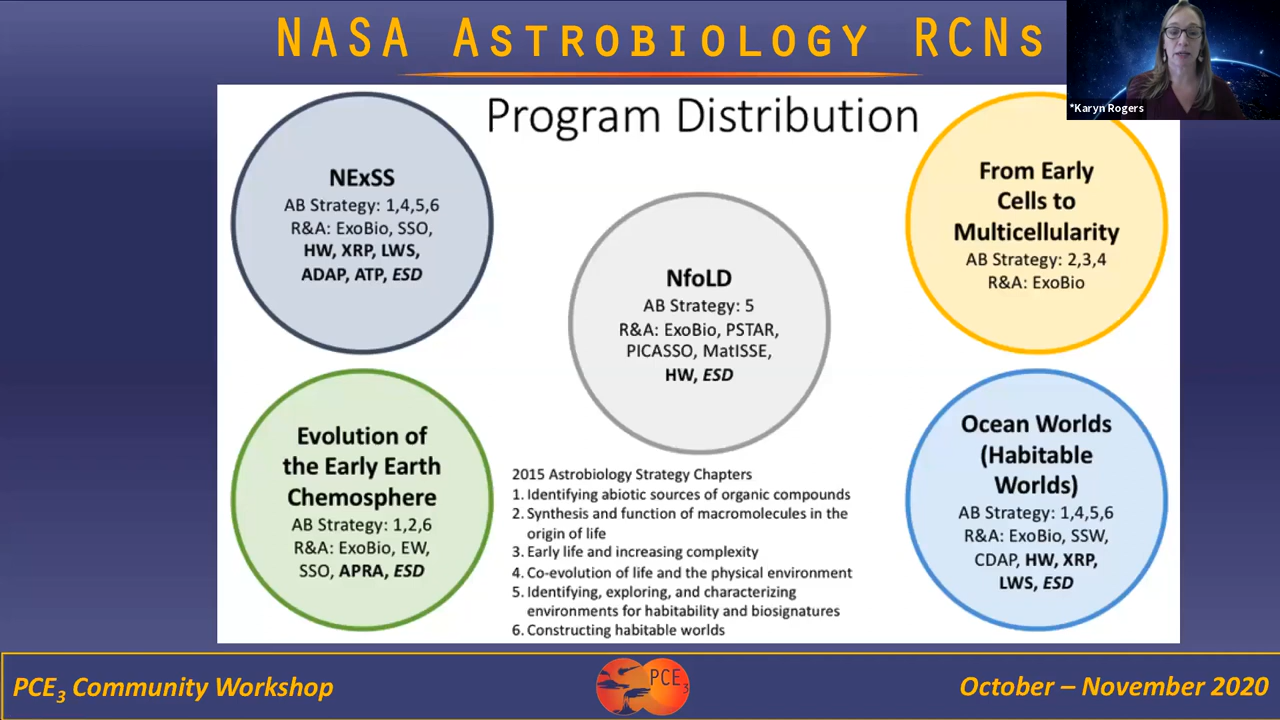 NASA ASTROBIOLOGY RCNs
*Karyn Rogers
Program Distribution
NExSS
AB Strategy: 1,4,5,6
R&A: ExoBio, SSO,
HW, XRP, LWS,
ADAP, ATP, ESD
From Early
Cells to
Multicellularity
AB Strategy: 2,3,4
R&A: ExoBio
NfoLD
AB Strategy: 5
R&A: ExoBio, PSTAR,
PICASSO, MatISSE,
HW, ESD
Evolution of
the Early Earth
Chemosphere
AB Strategy: 1,2,6
R&A: ExoBio, EW,
SSO, APRA, ESD
Ocean Worlds
(Habitable
Worlds)
AB Strategy: 1,4,5,6
R&A: ExoBio, SSW,
CDAP, HW, XRP,
LWS, ESD
2015 Astrobiology Strategy Chapters
1. Identifying abiotic sources of organic compounds
2. Synthesis and function of macromolecules in the
origin of life
3. Early life and increasing complexity
4. Co-evolution of life and the physical environment
5. Identifying, exploring, and characterizing
environments for habitability and biosignatures
6. Constructing habitable worlds
PCE3 Community Workshop
PCE3
October – November 2020